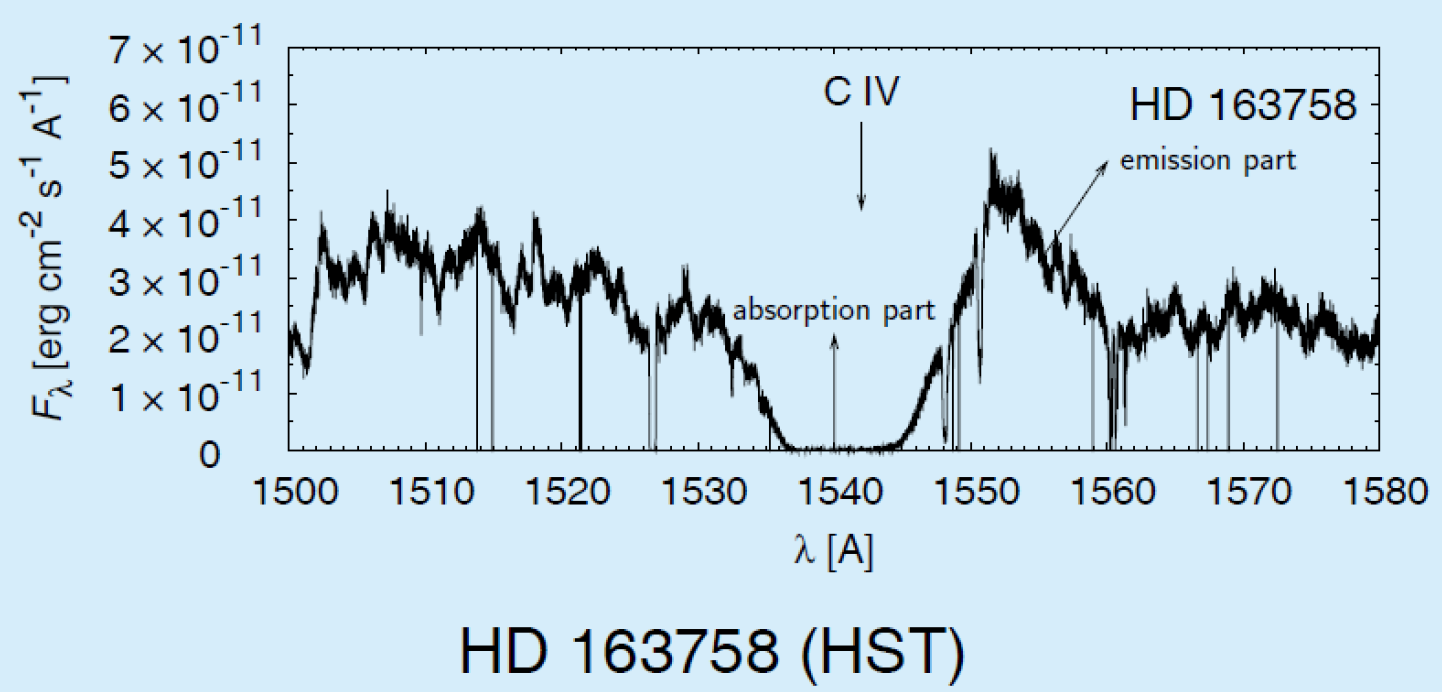 7 × 10⁻¹¹
6 × 10⁻¹¹
5 × 10⁻¹¹
4 × 10⁻¹¹
3 × 10⁻¹¹
2 × 10⁻¹¹
1 × 10⁻¹¹
0
F_λ [erg cm⁻² s⁻¹ A⁻¹]
C IV
HD 163758
emission part
absorption part
1500 1510 1520 1530 1540 1550 1560 1570 1580
λ [A]
HD 163758 (HST)